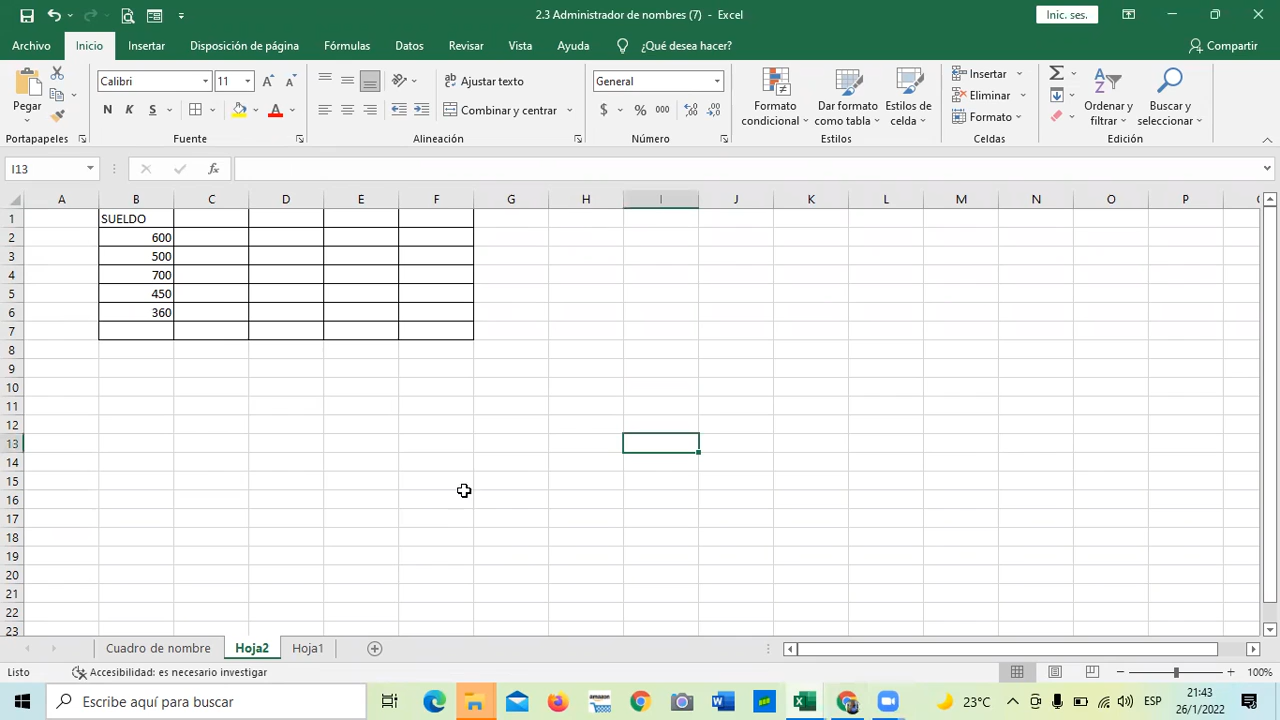 2.3 Administrador de nombres (7) - Excel
Inic. ses.
Archivo Inicio Insertar Disposición de página Fórmulas Datos Revisar Vista Ayuda ¿Qué desea hacer? Compartir
Pegar
Calibri 11
N K S
ab Ajustar texto
Combinar y centrar
General
$ % 000
Formato condicional
Dar formato como tabla
Estilos de celda
Insertar
Eliminar
Formato
Ordenar y filtrar
Buscar y seleccionar
Portapapeles Fuente Alineación Número Estilos Celdas Edición
I13 fx
A B C D E F G H I J K L M N O P
1 SUELDO
2 600
3 500
4 700
5 450
6 360
7
8
9
10
11
12
13
14
15
16
17
18
19
20
21
22
23
Cuadro de nombre Hoja2 Hoja1
Listo Accesibilidad: es necesario investigar 100%
Escribe aquí para buscar 23°C ESP 21:43
26/1/2022